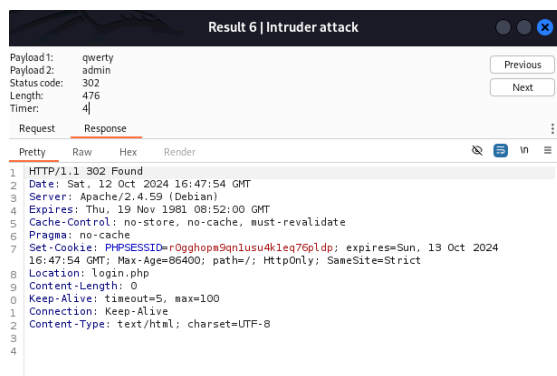 Result 6 | Intruder attack
Payload 1: qwerty
Previous
Payload 2: admin
Status code: 302
Length: 476
Next
Timer: 4
Request Response
Pretty Raw Hex Render \n
1 HTTP/1.1 302 Found
2 Date: Sat, 12 Oct 2024 16:47:54 GMT
3 Server: Apache/2.4.59 (Debian)
4 Expires: Thu, 19 Nov 1981 08:52:00 GMT
5 Cache-Control: no-store, no-cache, must-revalidate
6 Pragma: no-cache
7 Set-Cookie: PHPSESSID=r0gghopm9qn1usu4k1eq76pldp; expires=Sun, 13 Oct 2024
16:47:54 GMT; Max-Age=86400; path=/; HttpOnly; SameSite=Strict
8 Location: login.php
9 Content-Length: 0
0 Keep-Alive: timeout=5, max=100
1 Connection: Keep-Alive
2 Content-Type: text/html; charset=UTF-8
3
4